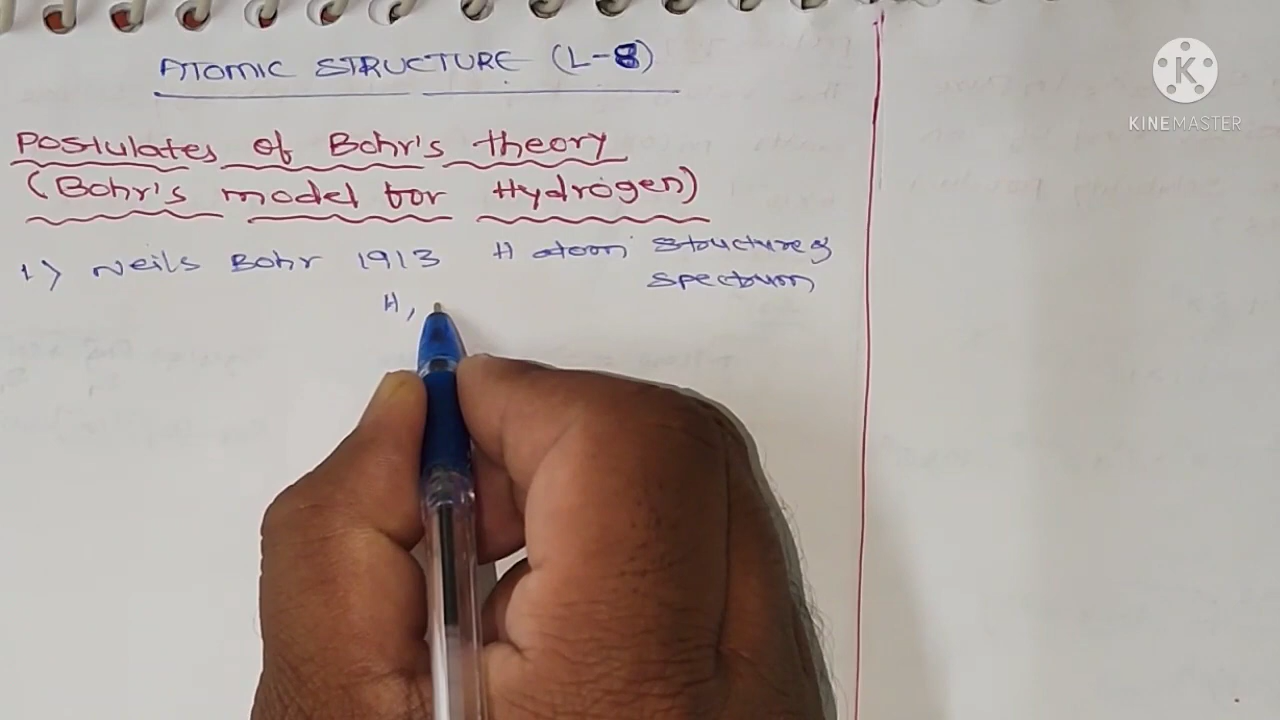 ATOMIC STRUCTURE (L-8)
Postulates of Bohr's theory
(Bohr's model for Hydrogen)
1) Neils Bohr 1913 H atom structure &
spectrum
H,
KINEMASTER